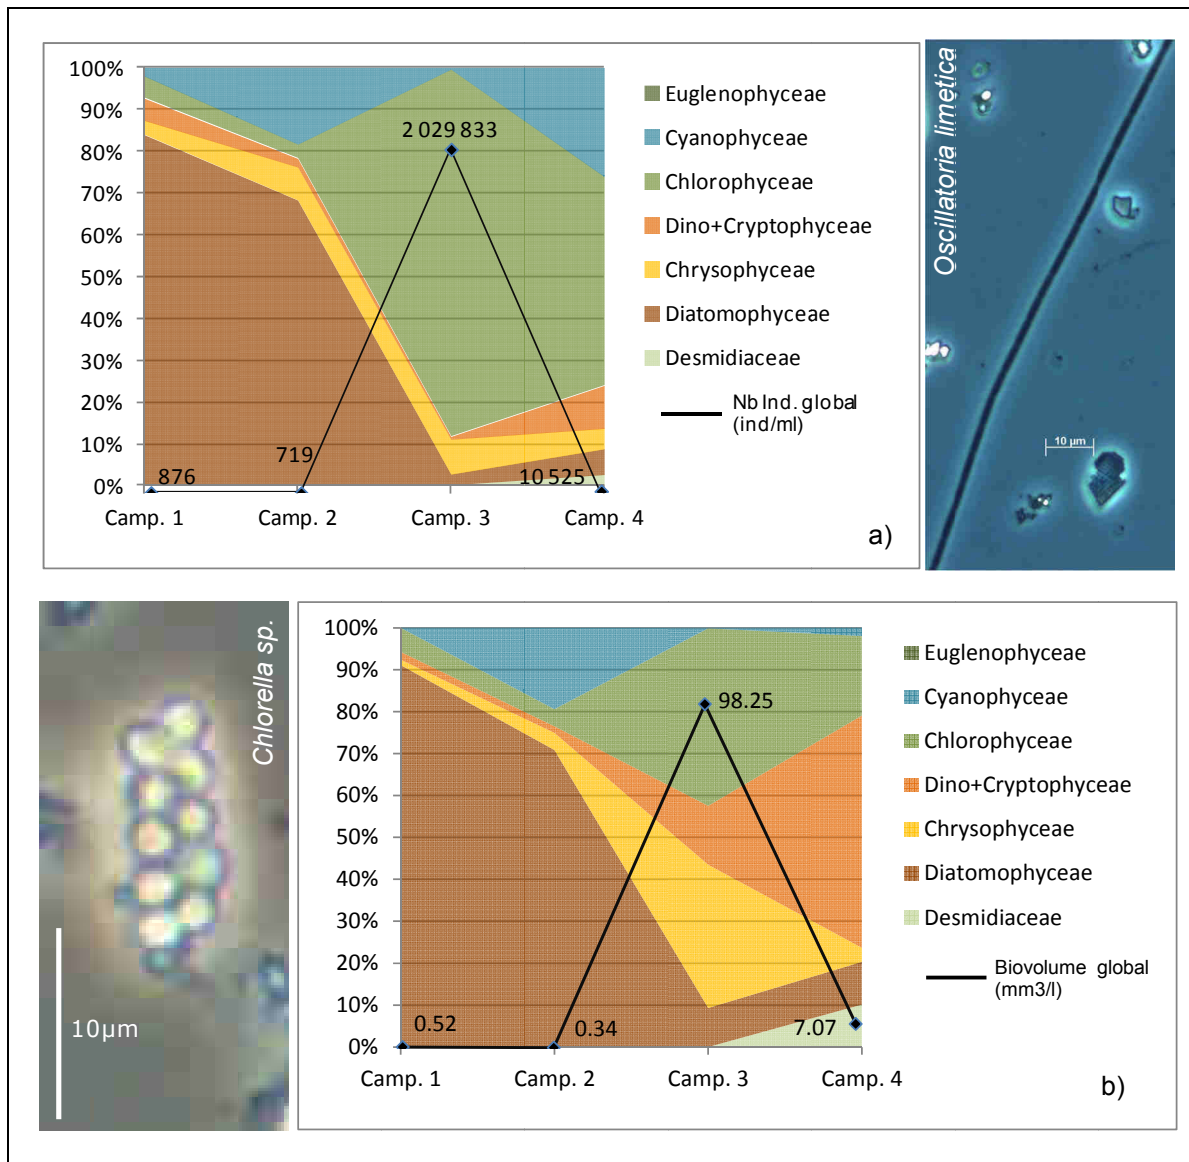 100%
90%
80%
70%
60%
50%
40%
30%
20%
10%
0%
876
719
2 029 833
10 525
Camp. 1
Camp. 2
Camp. 3
Camp. 4
Euglenophyceae
Cyanophyceae
Chlorophyceae
Dino+Cryptophyceae
Chrysophyceae
Diatomophyceae
Desmidiaceae
Nb Ind. global
(ind/ml)
a)
Oscillatoria limetica
10 µm
Chlorella sp.
10µm
100%
90%
80%
70%
60%
50%
40%
30%
20%
10%
0%
0.52
0.34
98.25
7.07
Camp. 1
Camp. 2
Camp. 3
Camp. 4
Euglenophyceae
Cyanophyceae
Chlorophyceae
Dino+Cryptophyceae
Chrysophyceae
Diatomophyceae
Desmidiaceae
Biovolume global
(mm3/l)
b)